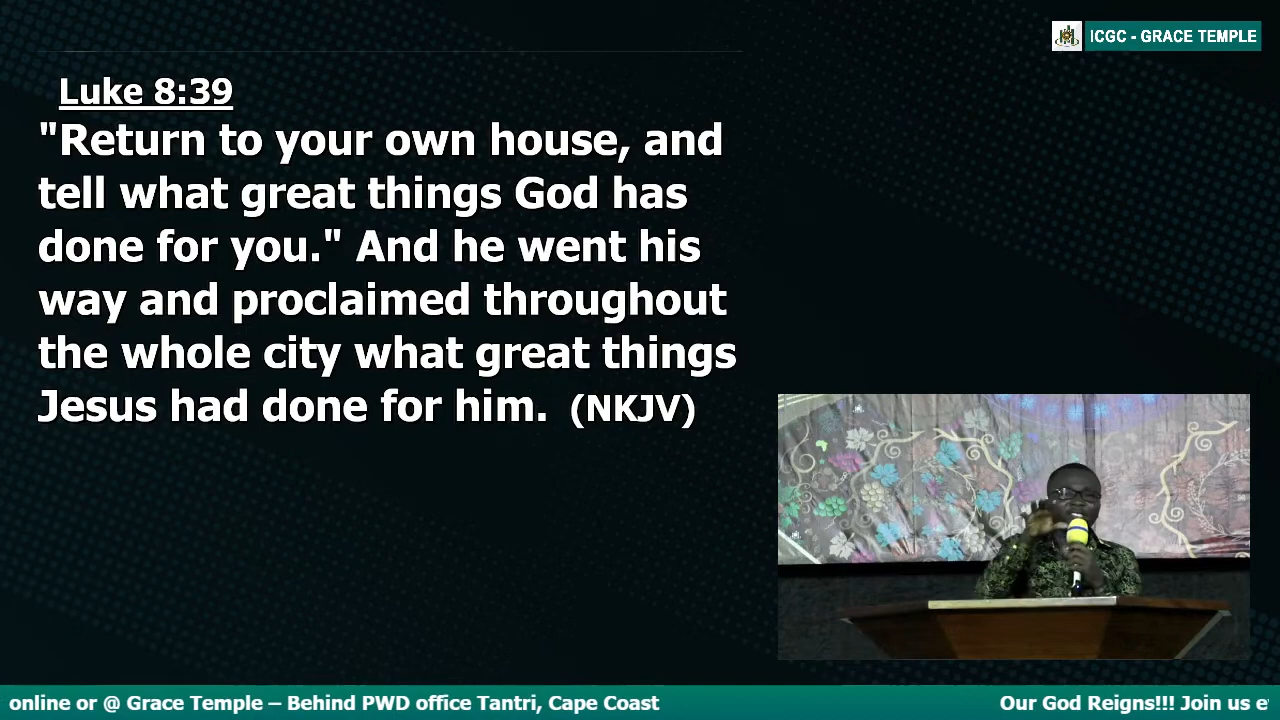 ICGC - GRACE TEMPLE
Luke 8:39
"Return to your own house, and
tell what great things God has
done for you." And he went his
way and proclaimed throughout
the whole city what great things
Jesus had done for him. (NKJV)
online or @ Grace Temple – Behind PWD office Tantri, Cape Coast
Our God Reigns!!! Join us